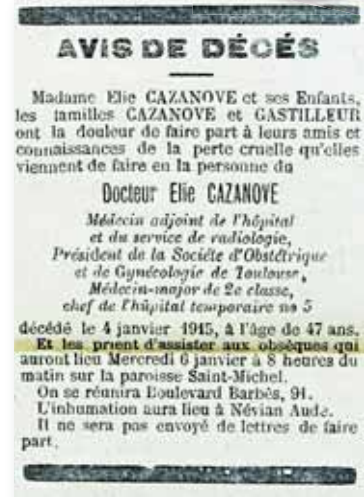 AVIS DE DÉCÉS
Madame Elie CAZANOVE et ses Enfants,
les familles CAZANOVE et GASTILLEUR
ont la douleur de faire part à leurs amis et
connaissances de la perte cruelle qu'elles
viennent de faire en la personne du
Docteur Elie CAZANOVE
Médecin adjoint de l'hôpital
et du service de radiologie,
Président de la Société d'Obstétrique
et de Gynécologie de Toulouse,
Médecin-major de 2e classe,
chef de l'hôpital temporaire no 5
décédé le 4 janvier 1915, à l'âge de 47 ans.
Et les prient d'assister aux obsèques qui
auront lieu Mercredi 6 janvier à 8 heures du
matin sur la paroisse Saint-Michel.
On se réunira Boulevard Barbès, 91.
L'inhumation aura lieu à Névian Aude.
Il ne sera pas envoyé de lettres de faire
part.